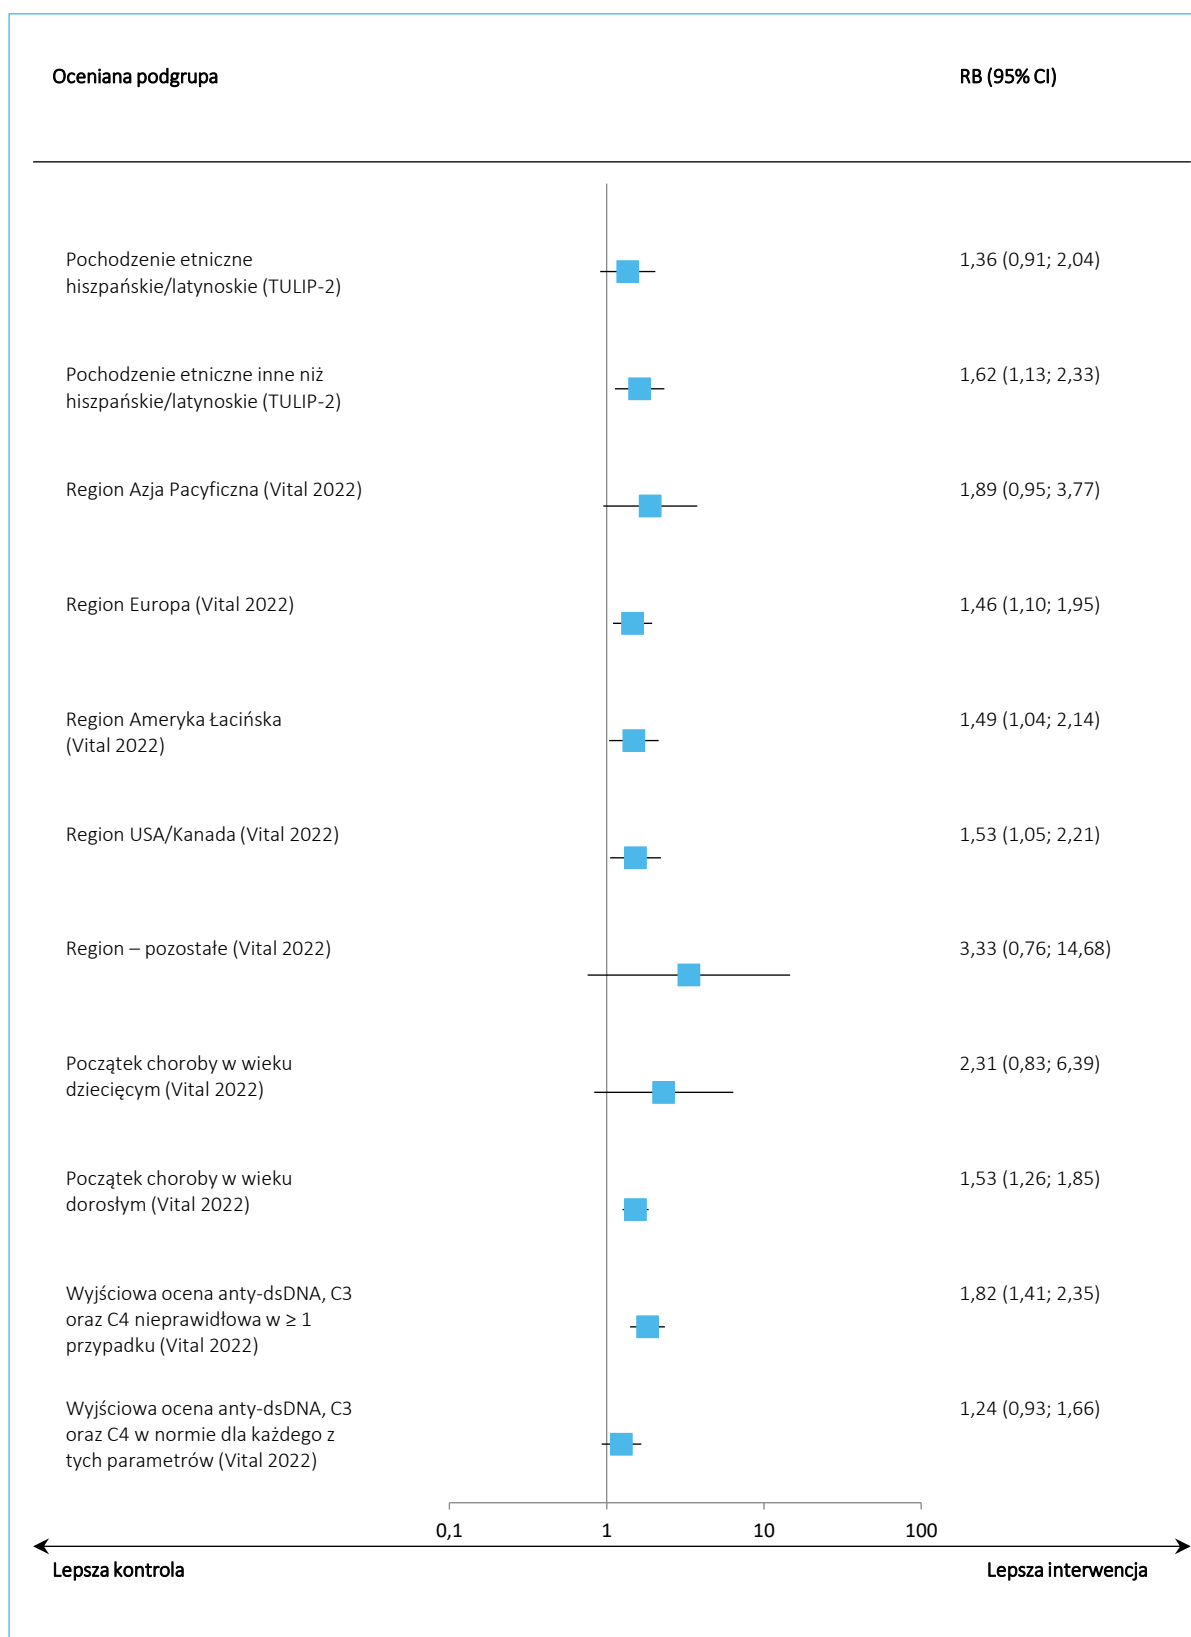 Oceniana podgrupa RB (95% CI)
Pochodzenie etniczne 1,36 (0,91; 2,04)
hiszpańskie/latynoskie (TULIP-2)
Pochodzenie etniczne inne niż 1,62 (1,13; 2,33)
hiszpańskie/latynoskie (TULIP-2)
Region Azja Pacyficzna (Vital 2022) 1,89 (0,95; 3,77)
Region Europa (Vital 2022) 1,46 (1,10; 1,95)
Region Ameryka Łacińska 1,49 (1,04; 2,14)
(Vital 2022)
Region USA/Kanada (Vital 2022) 1,53 (1,05; 2,21)
Region – pozostałe (Vital 2022) 3,33 (0,76; 14,68)
Początek choroby w wieku 2,31 (0,83; 6,39)
dziecięcym (Vital 2022)
Początek choroby w wieku 1,53 (1,26; 1,85)
dorosłym (Vital 2022)
Wyjściowa ocena anty-dsDNA, C3 1,82 (1,41; 2,35)
oraz C4 nieprawidłowa w ≥ 1
przypadku (Vital 2022)
Wyjściowa ocena anty-dsDNA, C3 1,24 (0,93; 1,66)
oraz C4 w normie dla każdego z
tych parametrów (Vital 2022)
0,1 1 10 100
Lepsza kontrola Lepsza interwencja